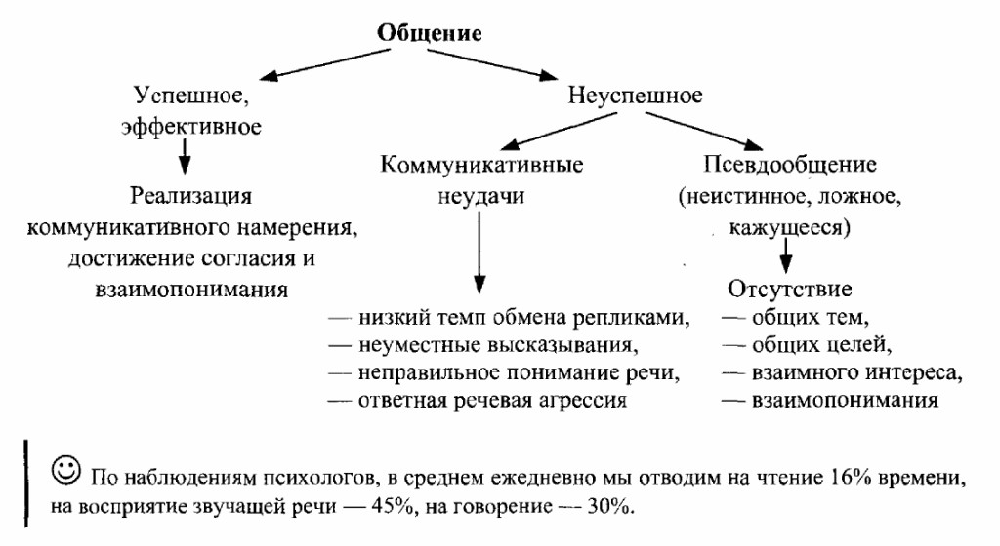 Общение
Успешное,
эффективное
Реализация
коммуникативного намерения,
достижение согласия и
взаимопонимания
Неуспешное
Коммуникативные
неудачи
— низкий темп обмена репликами,
— неуместные высказывания,
— неправильное понимание речи,
— ответная речевая агрессия
Псевдообщение
(неистинное, ложное,
кажущееся)
Отсутствие
— общих тем,
— общих целей,
— взаимного интереса,
— взаимопонимания
По наблюдениям психологов, в среднем ежедневно мы отводим на чтение 16% времени,
на восприятие звучащей речи — 45%, на говорение — 30%.